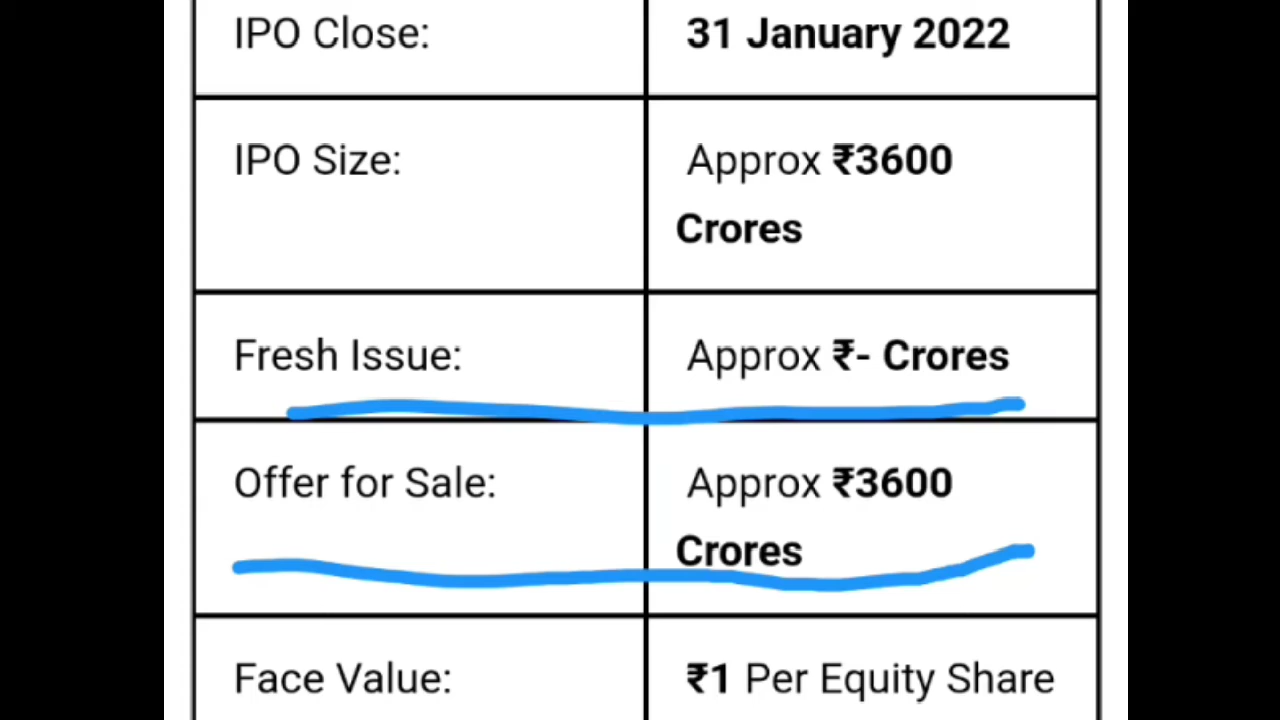 IPO Close: 31 January 2022
IPO Size: Approx ₹3600
Crores
Fresh Issue: Approx ₹- Crores
Offer for Sale: Approx ₹3600
Crores
Face Value: ₹1 Per Equity Share